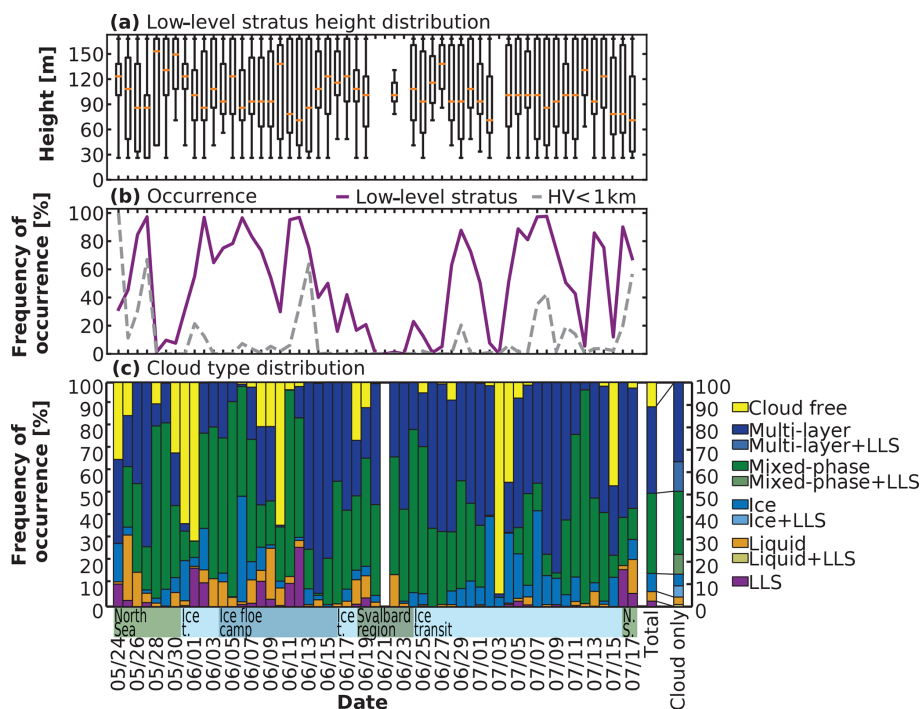 (a) Low-level stratus height distribution
Height [m]
150
120
90
60
30
0
(b) Occurrence
Low-level stratus
HV<1km
Frequency of
occurrence [%]
100
80
60
40
20
0
(c) Cloud type distribution
Frequency of
occurrence [%]
100
90
80
70
60
50
40
30
20
10
0
100
90
80
70
60
50
40
30
20
10
0
Cloud free
Multi-layer
Multi-layer+LLS
Mixed-phase
Mixed-phase+LLS
Ice
Ice+LLS
Liquid
Liquid+LLS
LLS
North
Sea
Ice
t.
Ice floe
camp
Ice
t.
Svalbard
region
Ice
transit
N.
S.
05/24
05/26
05/28
05/30
06/01
06/03
06/05
06/07
06/09
06/11
06/13
06/15
06/17
06/19
06/21
06/23
06/25
06/27
06/29
07/01
07/03
07/05
07/07
07/09
07/11
07/13
07/15
07/17
Total
Cloud only
Date